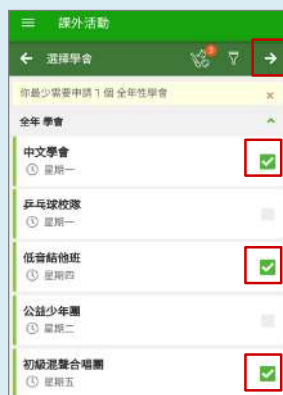 課外活動
選擇學會
你最少需要申請 1 個 全年性學會
全年 學會
中文學會
星期一
乒乓球校隊
星期一
低音結他班
星期四
公益少年團
星期二
初級混聲合唱團
星期五